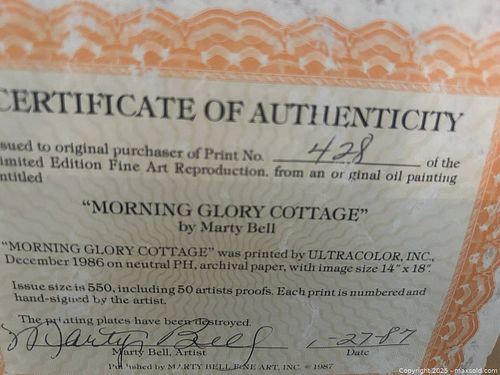 CERTIFICATE OF AUTHENTICITY
sued to original purchaser of Print No. 428 of the
imited Edition Fine Art Reproduction, from an or ginal oil painting
ntitled
"MORNING GLORY COTTAGE"
by Marty Bell
"MORNING GLORY COTTAGE" was printed by ULTRACOLOR, INC.,
December 1986 on neutral PH, archival paper, with image size 14" x 18".
Issue size is 550, including 50 artists proofs. Each print is numbered and
hand-signed by the artist.
The printing plates have been destroyed.
Marty Bell 1-27-87
Marty Bell, Artist Date
Published by MARTY BELL FINE ART, INC. © 1987
Copyright 2025 - maxsold.com